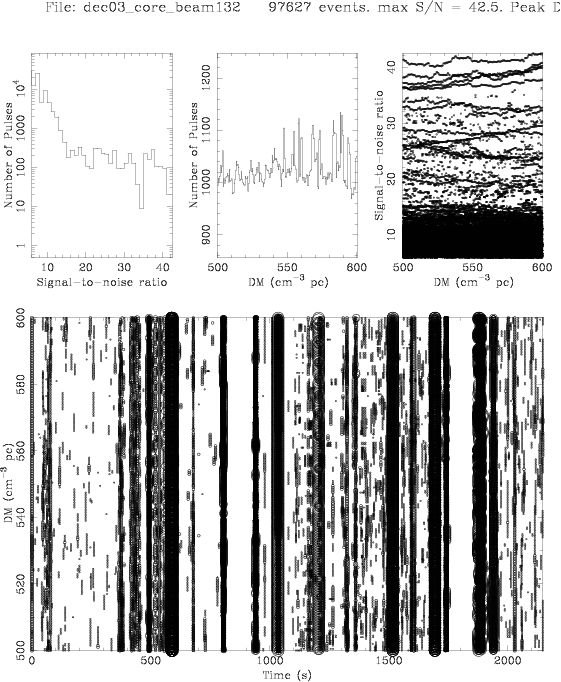 File: dec03_core_beam132 97627 events. max S/N = 42.5. Peak D
Number of Pulses
1 10 100 1000 10^4
10 20 30 40
Signal-to-noise ratio
Number of Pulses
900 1000 1100 1200
500 550 600
DM (cm^-3 pc)
Signal-to-noise ratio
10 20 30 40
500 550 600
DM (cm^-3 pc)
DM (cm^-3 pc)
500 520 540 560 580 600
0 500 1000 1500 2000
Time (s)